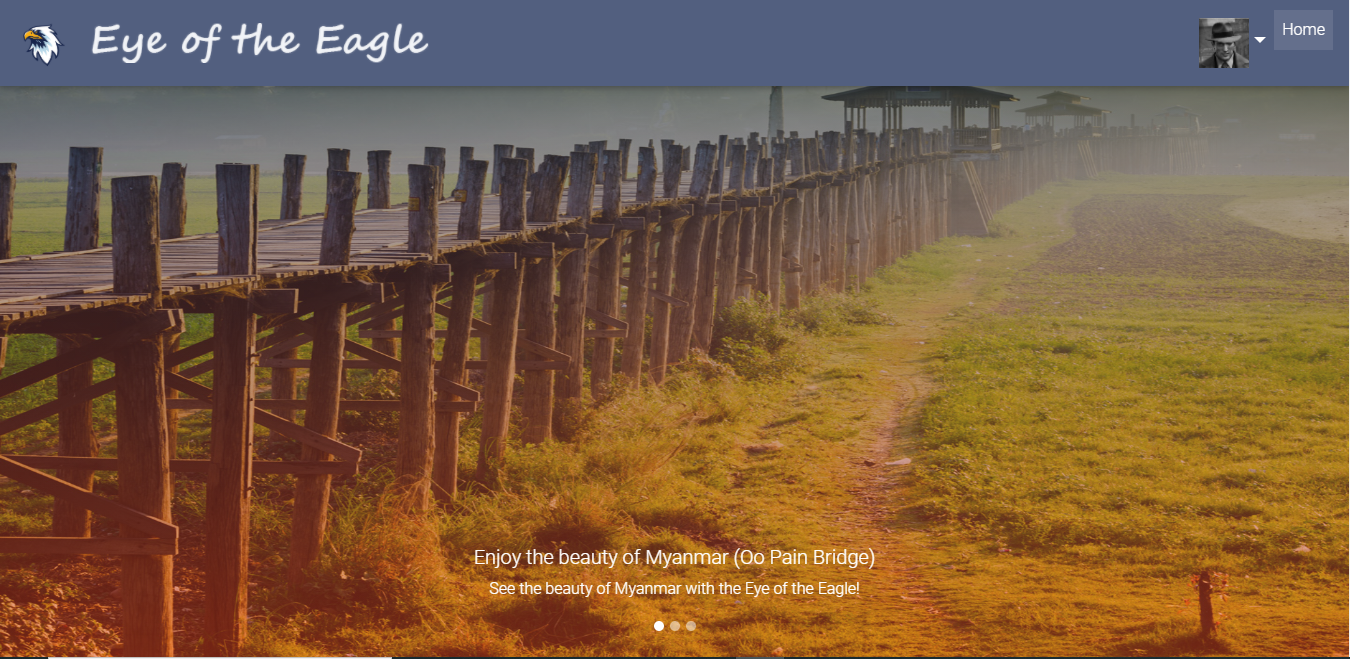 Eye of the Eagle
Home
Enjoy the beauty of Myanmar (Oo Pain Bridge)
See the beauty of Myanmar with the Eye of the Eagle!